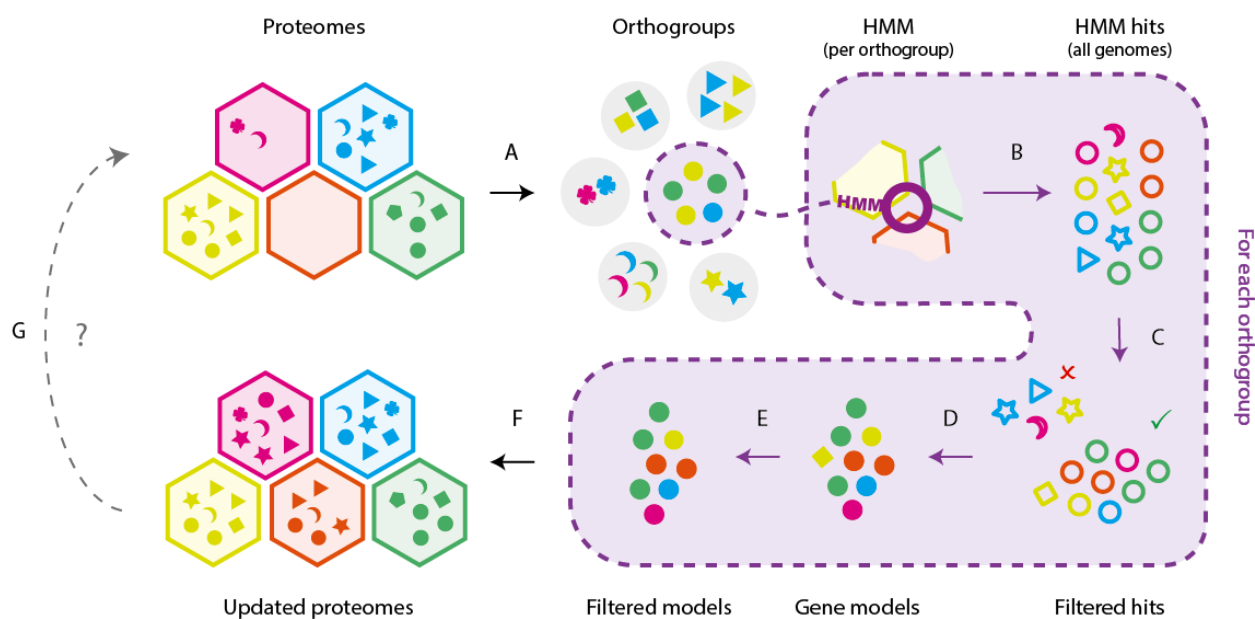 Proteomes
Orthogroups
HMM
(per orthogroup)
HMM hits
(all genomes)
A
B
HMM
For each orthogroup
G
?
C
x
F
E
D
✓
Updated proteomes
Filtered models
Gene models
Filtered hits